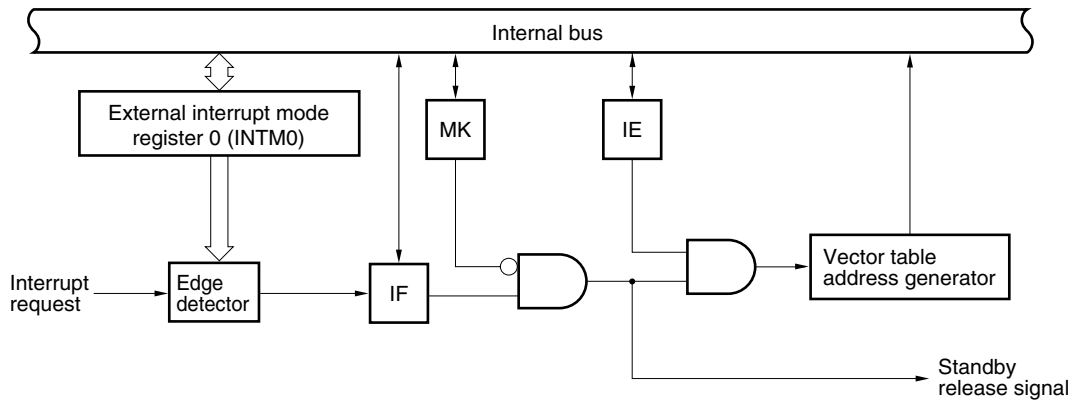 Internal bus
External interrupt mode
register 0 (INTM0)
MK
IE
Interrupt
request
Edge
detector
IF
Vector table
address generator
Standby
release signal